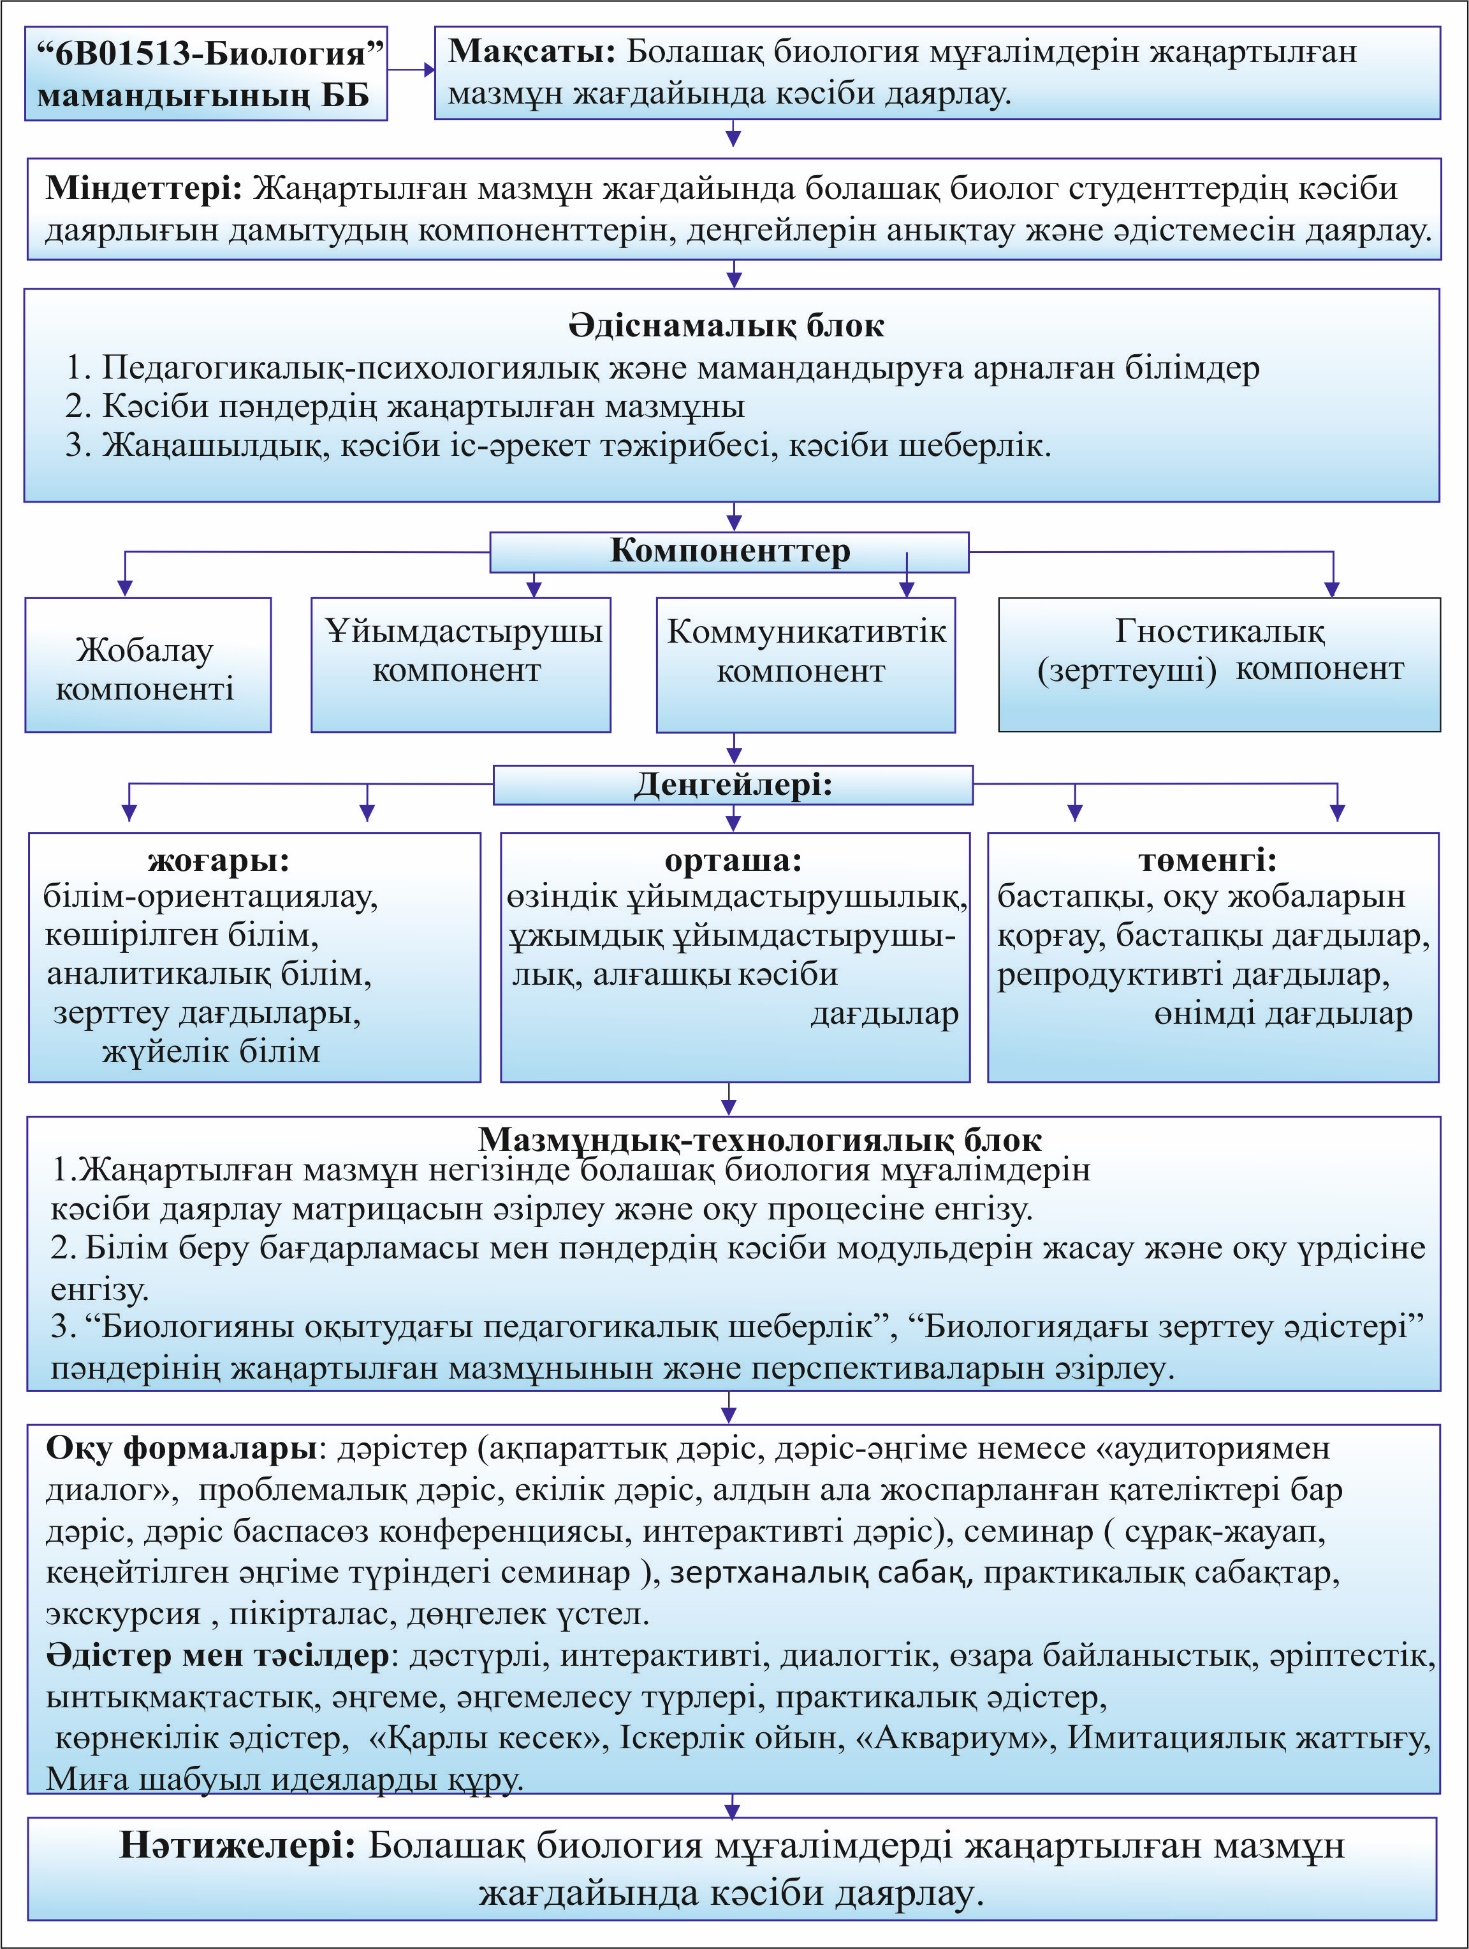 “6В01513-Биология”
мамандығының ББ
Мақсаты: Болашақ биология мұғалімдерін жаңартылған
мазмұн жағдайында кәсіби даярлау.
Міндеттері: Жаңартылған мазмұн жағдайында болашақ биолог студенттердің кәсіби
даярлығын дамытудың компоненттерін, деңгейлерін анықтау және әдістемесін даярлау.
Әдіснамалық блок
1. Педагогикалық-психологиялық және мамандандыруға арналған білімдер
2. Кәсіби пәндердің жаңартылған мазмұны
3. Жаңашылдық, кәсіби іс-әрекет тәжірибесі, кәсіби шеберлік.
Компоненттер
Жобалау
компоненті
Ұйымдастырушы
компонент
Коммуникативтік
компонент
Гностикалық
(зерттеуші) компонент
Деңгейлері:
жоғары:
білім-ориентациялау,
көшірілген білім,
аналитикалық білім,
зерттеу дағдылары,
жүйелік білім
орташа:
өзіндік ұйымдастырушылық,
ұжымдық ұйымдастырушы-
лық, алғашқы кәсіби
дағдылар
төменгі:
бастапқы, оқу жобаларын
қорғау, бастапқы дағдылар,
репродуктивті дағдылар,
өнімді дағдылар
Мазмұндық-технологиялық блок
1.Жаңартылған мазмұн негізінде болашақ биология мұғалімдерін
кәсіби даярлау матрицасын әзірлеу және оқу процесіне енгізу.
2. Білім беру бағдарламасы мен пәндердің кәсіби модульдерін жасау және оқу үрдісіне
енгізу.
3. “Биологияны оқытудағы педагогикалық шеберлік”, “Биологиядағы зерттеу әдістері”
пәндерінің жаңартылған мазмұнынын және перспективаларын әзірлеу.
Оқу формалары: дәрістер (ақпараттық дәріс, дәріс-әңгіме немесе «аудиториямен
диалог», проблемалық дәріс, екілік дәріс, алдын ала жоспарланған қателіктері бар
дәріс, дәріс баспасөз конференциясы, интерактивті дәріс), семинар ( сұрақ-жауап,
кеңейтілген әңгіме түріндегі семинар ), зертханалық сабақ, практикалық сабақтар,
экскурсия , пікірталас, дөңгелек үстел.
Әдістер мен тәсілдер: дәстүрлі, интерактивті, диалогтік, өзара байланыстық, әріптестік,
ынтықмақтастық, әңгеме, әңгемелесу түрлері, практикалық әдістер,
көрнекілік әдістер, «Қарлы кесек», Іскерлік ойын, «Аквариум», Имитациялық жаттығу,
Миға шабуыл идеяларды құру.
Нәтижелері: Болашақ биология мұғалімдерді жаңартылған мазмұн
жағдайында кәсіби даярлау.